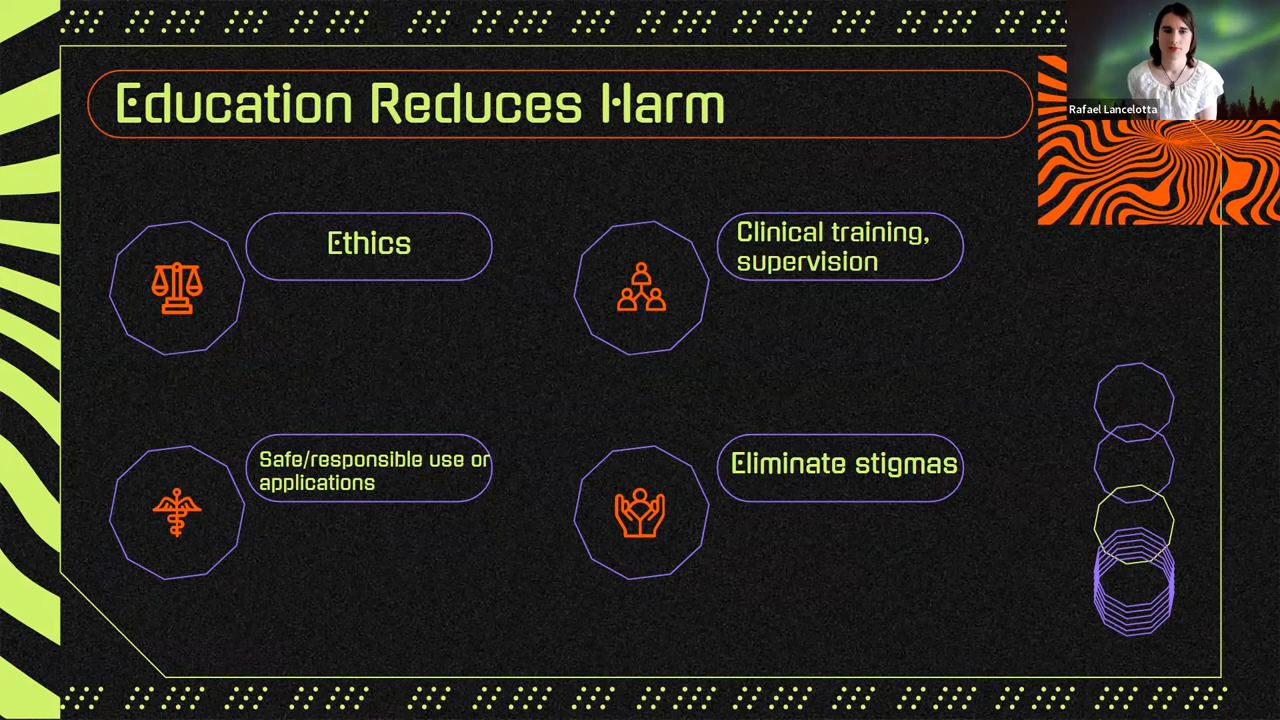 Education Reduces Harm
Rafael Lancelotta
Ethics
Clinical training,
supervision
Safe/responsible use or
applications
Eliminate stigmas